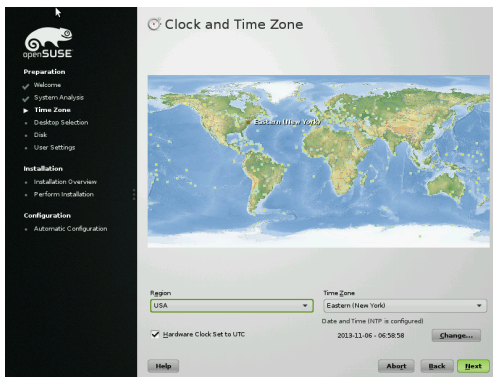 openSUSE
Preparation
Welcome
System Analysis
Time Zone
Desktop Selection
Disk
User Settings
Installation
Installation Overview
Perform Installation
Configuration
Automatic Configuration
Clock and Time Zone
Eastern (New York)
Region
USA
Time Zone
Eastern (New York)
Hardware Clock Set to UTC
Date and Time (NTP is configured)
2013-11-06 - 06:58:58
Change...
Help
Abort
Back
Next